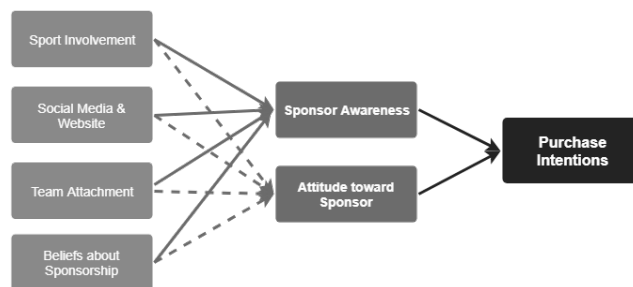 Sport Involvement
Social Media &
Website
Team Attachment
Beliefs about
Sponsorship
Sponsor Awareness
Attitude toward
Sponsor
Purchase
Intentions